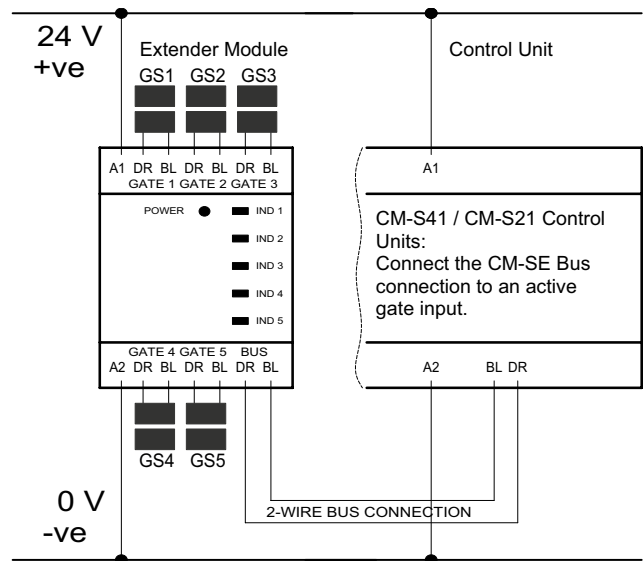 24 V
+ve
Extender Module
Control Unit
GS1 GS2 GS3
A1 DR BL DR BL DR BL
GATE 1 GATE 2 GATE 3
A1
POWER
IND 1
IND 2
IND 3
IND 4
IND 5
CM-S41 / CM-S21 Control
Units:
Connect the CM-SE Bus
connection to an active
gate input.
GATE 4 GATE 5 BUS
A2 DR BL DR BL DR BL
A2 BL DR
GS4 GS5
0 V
-ve
2-WIRE BUS CONNECTION